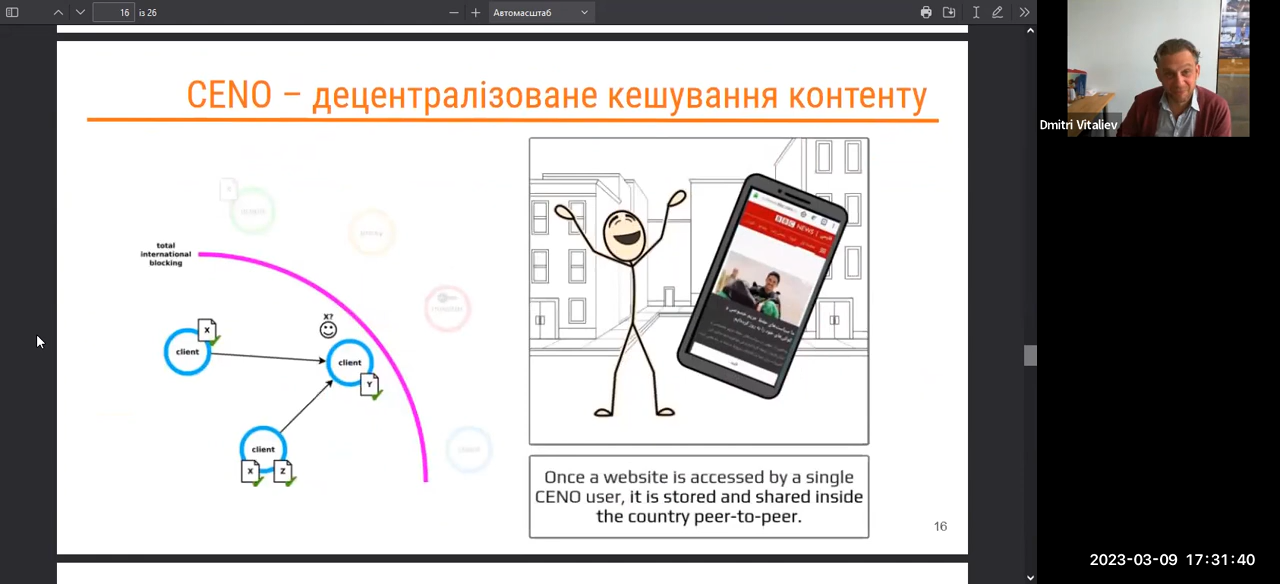 16 із 26
Автомасштаб
CENO – децентралізоване кешування контенту
total
international
blocking
X
client
X?
client
Y
client
X
Z
BBC NEWS فارسی
Once a website is accessed by a single
CENO user, it is stored and shared inside
the country peer-to-peer.
16
Dmitri Vitaliev
2023-03-09 17:31:40